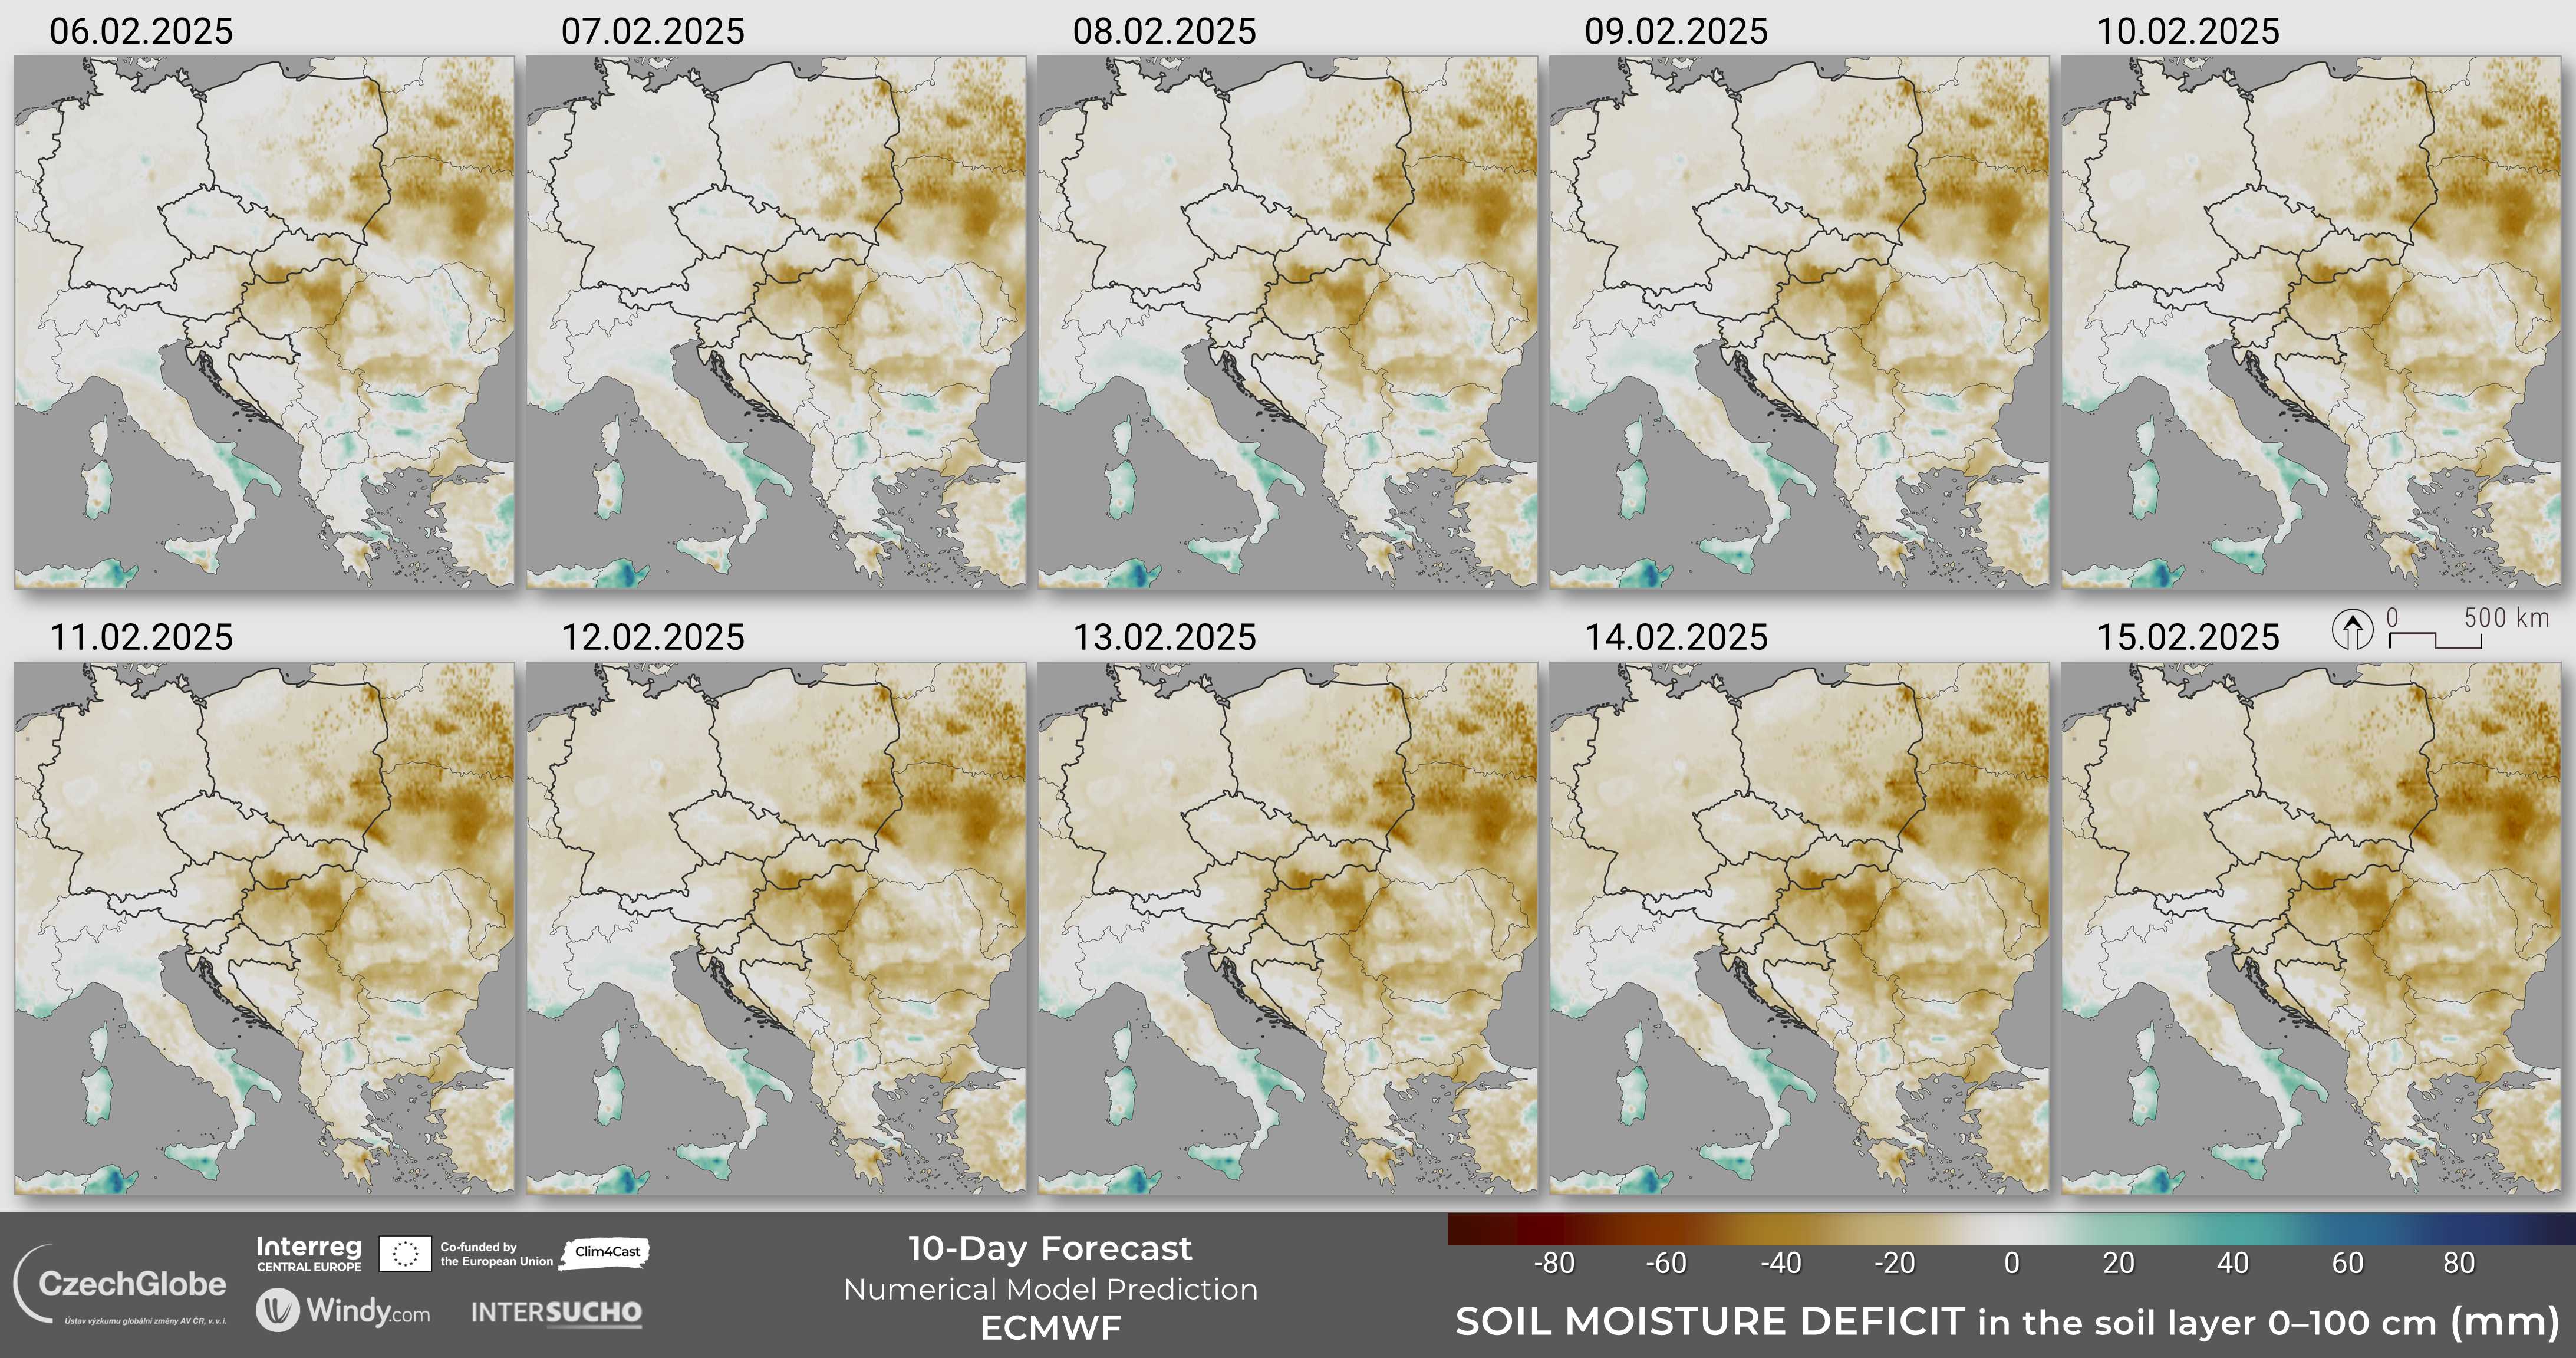 06.02.2025
07.02.2025
08.02.2025
09.02.2025
10.02.2025
11.02.2025
12.02.2025
13.02.2025
14.02.2025
15.02.2025
0 500 km
CzechGlobe
Ústav výzkumu globální změny AV ČR, v. v. i.
Interreg
CENTRAL EUROPE
Co-funded by
the European Union
Clim4Cast
Windy.com
INTERSUCHO
10-Day Forecast
Numerical Model Prediction
ECMWF
-80 -60 -40 -20 0 20 40 60 80
SOIL MOISTURE DEFICIT in the soil layer 0–100 cm (mm)